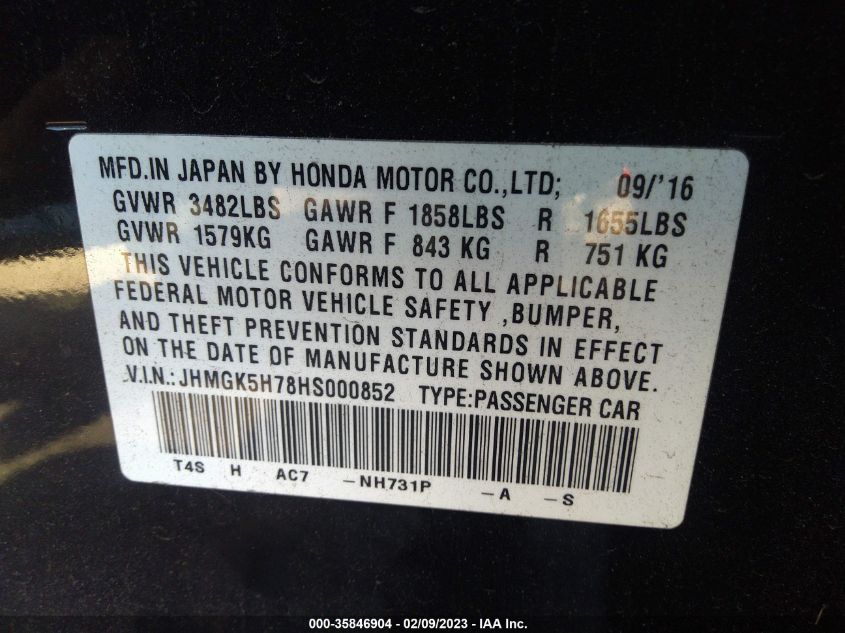 MFD.IN JAPAN BY HONDA MOTOR CO.,LTD; 09/'16
GVWR 3482LBS GAWR F 1858LBS R 1655LBS
GVWR 1579KG GAWR F 843 KG R 751 KG
THIS VEHICLE CONFORMS TO ALL APPLICABLE
FEDERAL MOTOR VEHICLE SAFETY ,BUMPER,
AND THEFT PREVENTION STANDARDS IN EFFECT
ON THE DATE OF MANUFACTURE SHOWN ABOVE.
V.I.N.: JHMGK5H78HS000852 TYPE:PASSENGER CAR
T4S H AC7 -NH731P -A -S
000-35846904 - 02/09/2023 - IAA Inc.